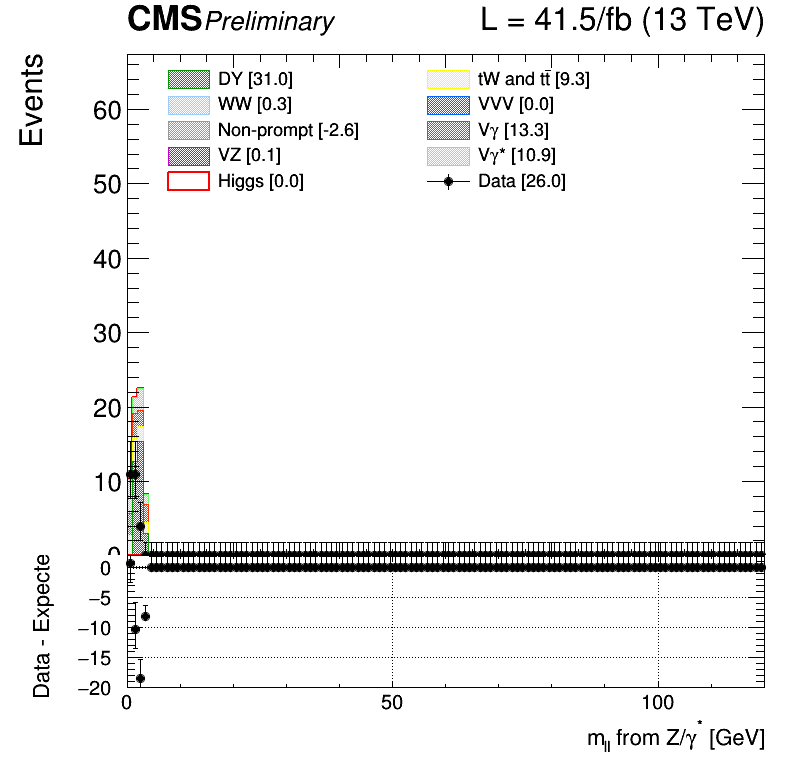 CMS Preliminary L = 41.5/fb (13 TeV)
Events
DY [31.0]
WW [0.3]
Non-prompt [-2.6]
VZ [0.1]
Higgs [0.0]
tW and tt̄ [9.3]
VVV [0.0]
Vγ [13.3]
Vγ* [10.9]
Data [26.0]
60
50
40
30
20
10
0
Data - Expecte
0
−5
−10
−15
−20
0 50 100
m_ll from Z/γ* [GeV]